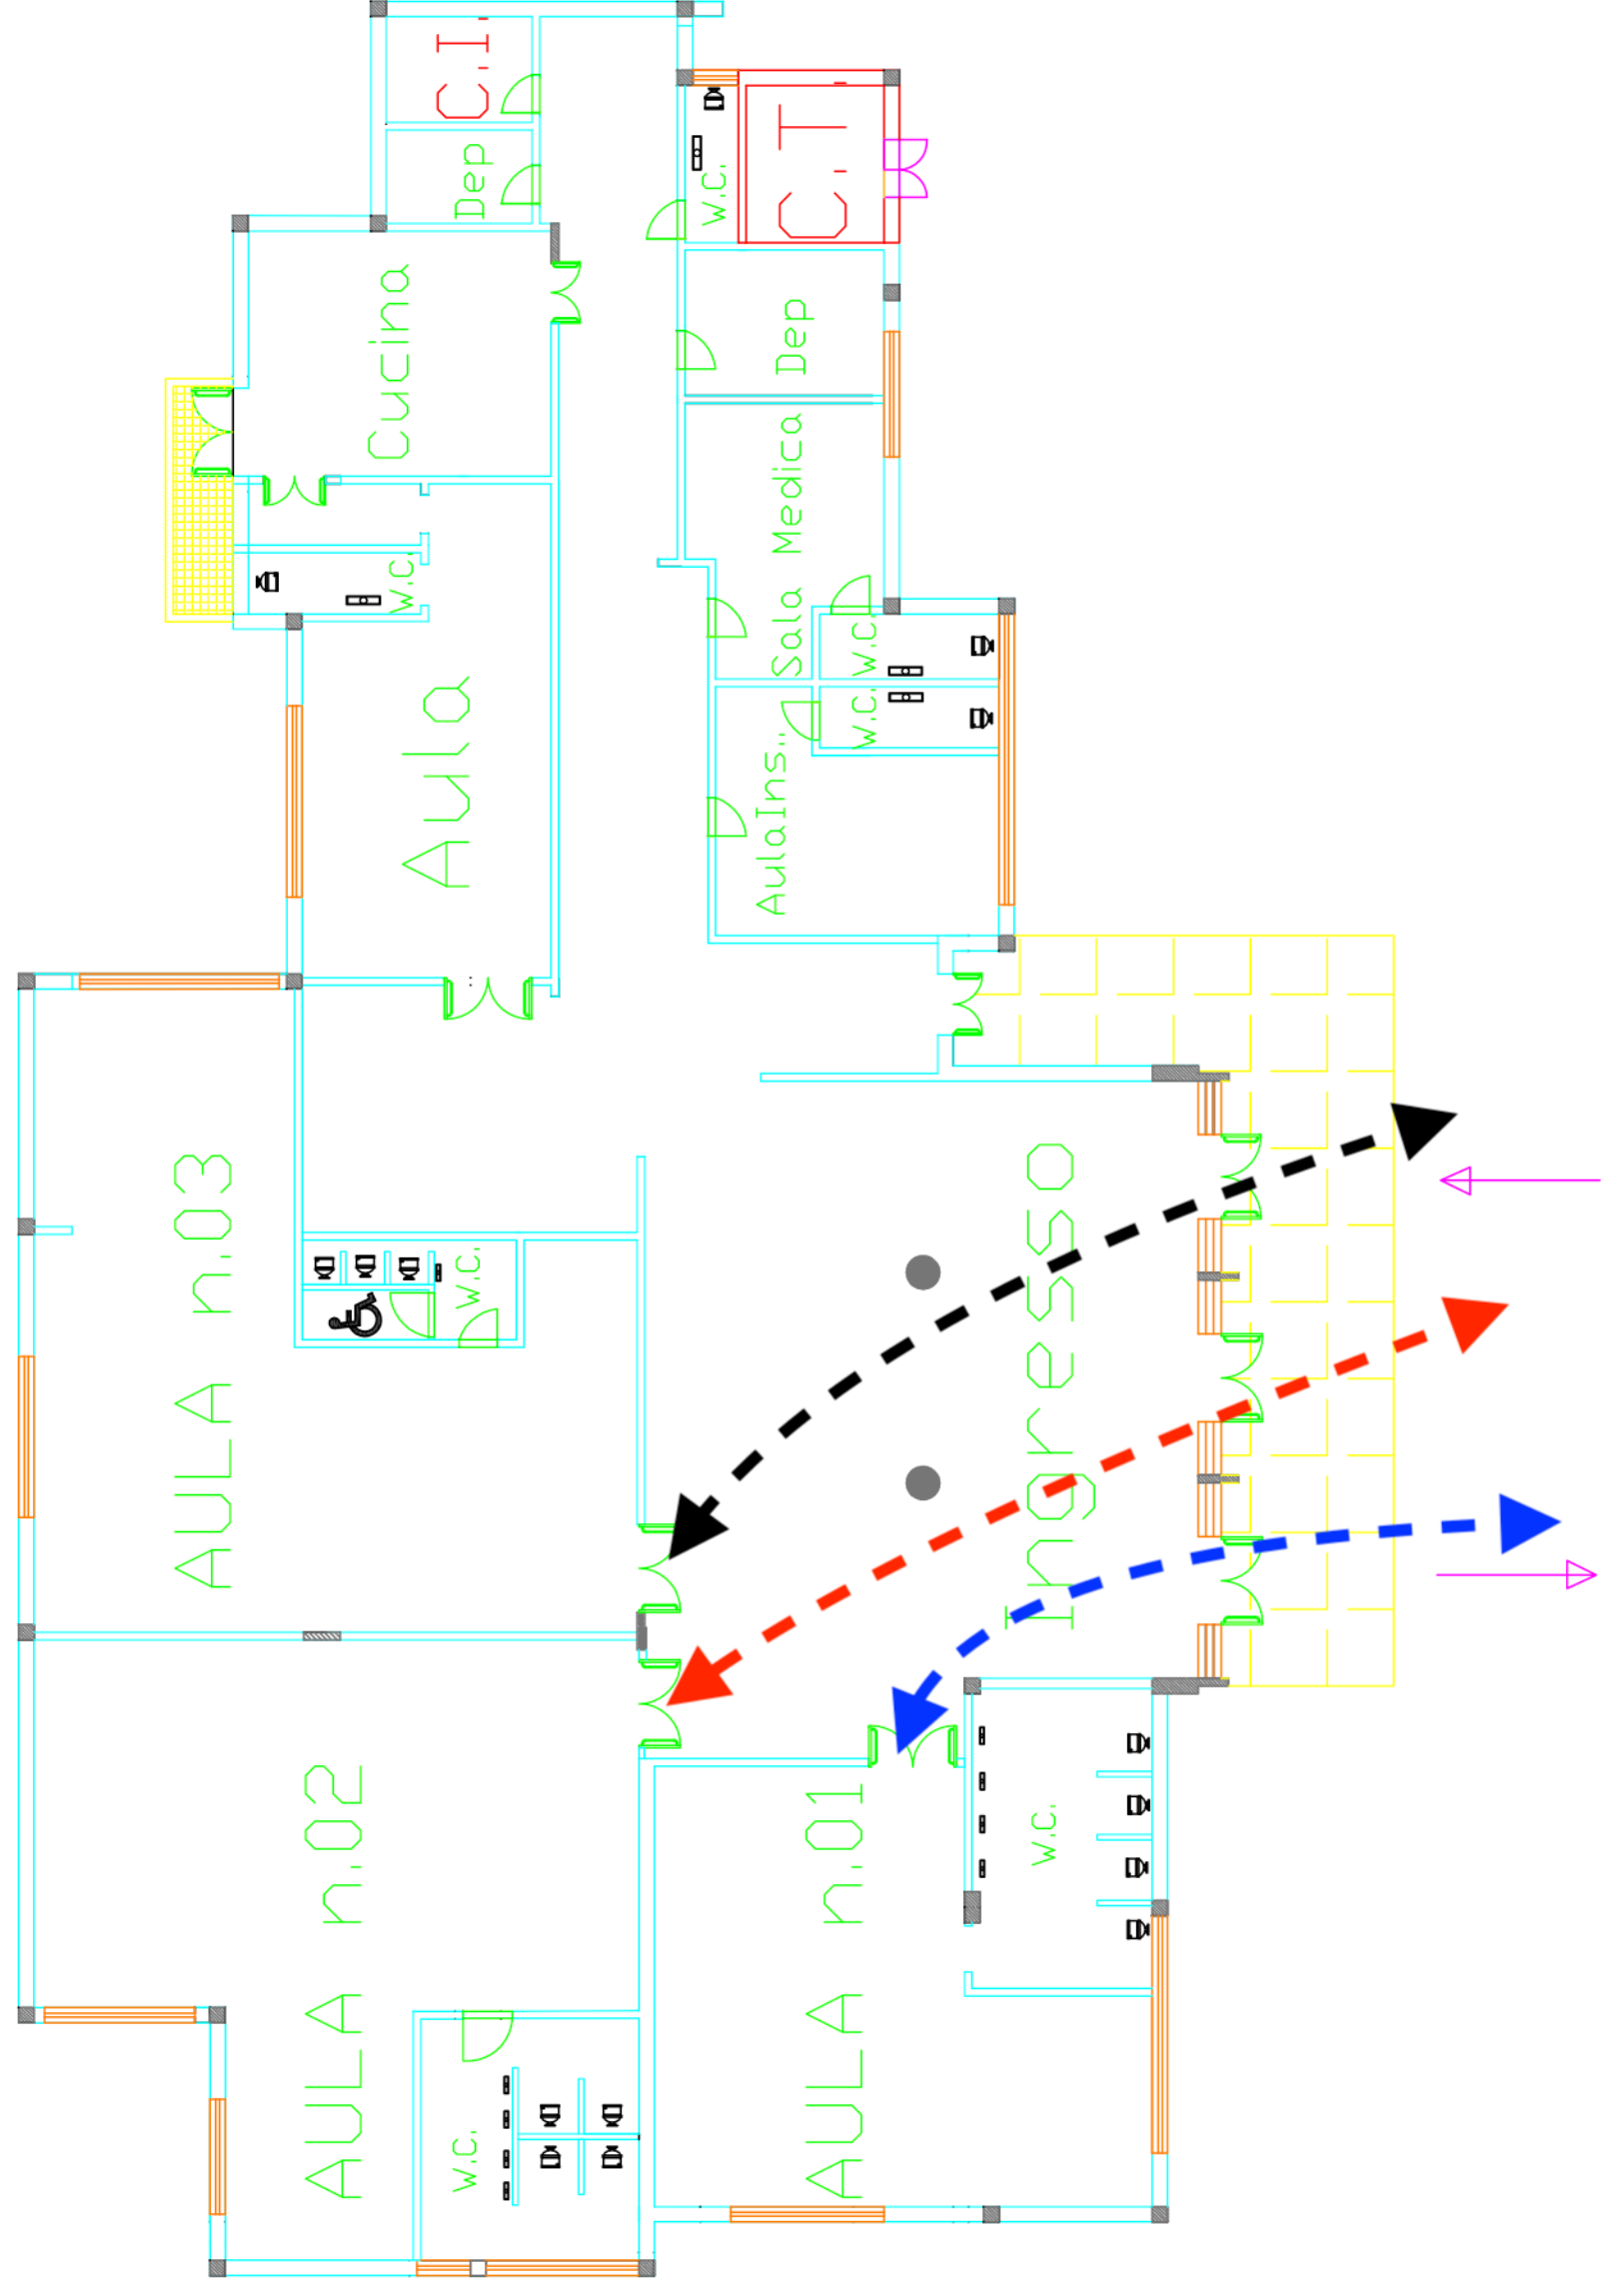 C.I.
Dep
w.c.
C.T.
Cucina
Dep
w.c.
Sala Medica
w.c.
w.c.
Aula
AulaIns..
AULA n.03
w.c.
Ingresso
AULA n.02
AULA n.01
w.c.
w.c.